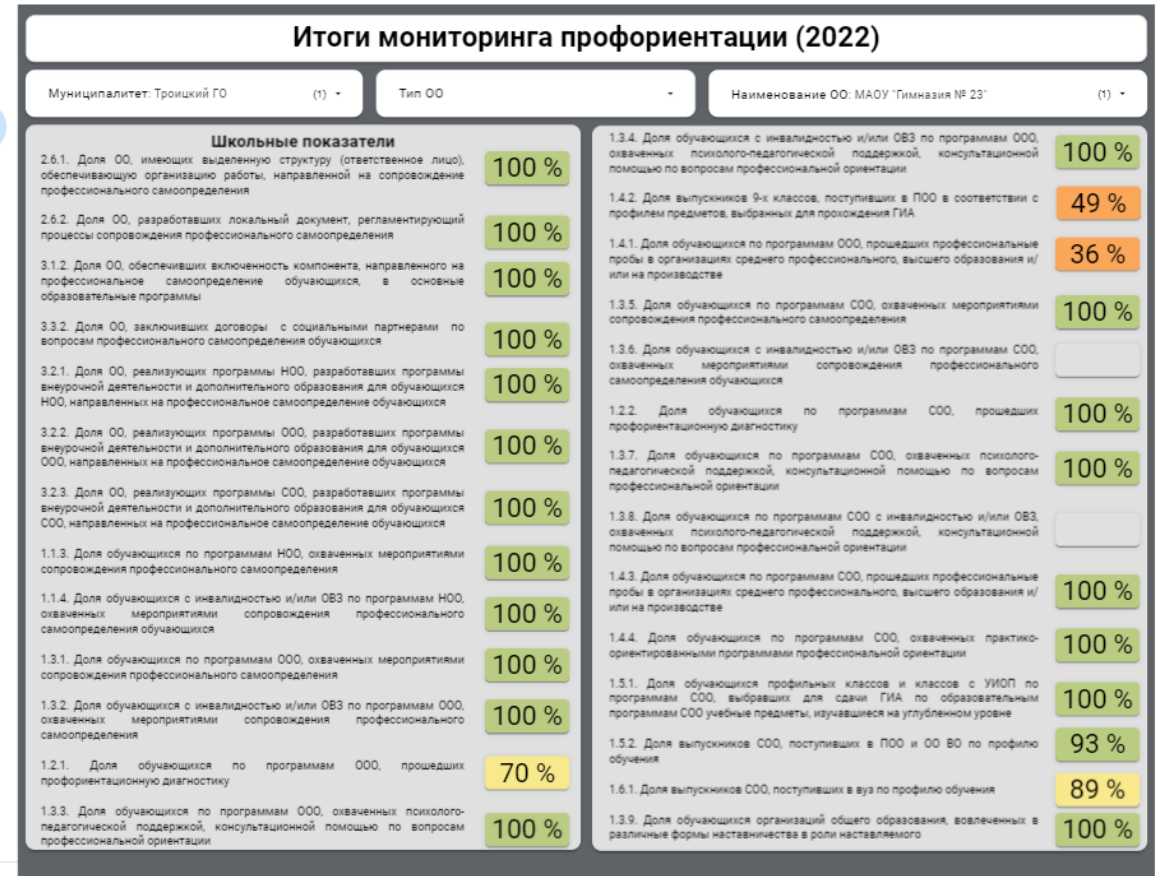 Итоги мониторинга профориентации (2022)
Муниципалитет: Троицкий ГО (1)
Тип ОО
Наименование ОО: МАОУ "Гимназия № 23" (1)
Школьные показатели
2.6.1. Доля ОО, имеющих выделенную структуру (ответственное лицо),
обеспечивающую организацию работы, направленной на сопровождение
профессионального самоопределения
100 %
2.6.2. Доля ОО, разработавших локальный документ, регламентирующий
процессы сопровождения профессионального самоопределения
100 %
3.1.2. Доля ОО, обеспечивших включенность компонента, направленного на
профессиональное самоопределение обучающихся, в основные
образовательные программы
100 %
3.3.2. Доля ОО, заключивших договоры с социальными партнерами по
вопросам профессионального самоопределения обучающихся
100 %
3.2.1. Доля ОО, реализующих программы НОО, разработавших программы
внеурочной деятельности и дополнительного образования для обучающихся
НОО, направленных на профессиональное самоопределение обучающихся
100 %
3.2.2. Доля ОО, реализующих программы ООО, разработавших программы
внеурочной деятельности и дополнительного образования для обучающихся
ООО, направленных на профессиональное самоопределение обучающихся
100 %
3.2.3. Доля ОО, реализующих программы СОО, разработавших программы
внеурочной деятельности и дополнительного образования для обучающихся
СОО, направленных на профессиональное самоопределение обучающихся
100 %
1.1.3. Доля обучающихся по программам НОО, охваченных мероприятиями
сопровождения профессионального самоопределения
100 %
1.1.4. Доля обучающихся с инвалидностью и/или ОВЗ по программам НОО,
охваченных мероприятиями сопровождения профессионального
самоопределения обучающихся
100 %
1.3.1. Доля обучающихся по программам ООО, охваченных мероприятиями
сопровождения профессионального самоопределения
100 %
1.3.2. Доля обучающихся с инвалидностью и/или ОВЗ по программам ООО,
охваченных мероприятиями сопровождения профессионального
самоопределения
100 %
1.2.1. Доля обучающихся по программам ООО, прошедших
профориентационную диагностику
70 %
1.3.3. Доля обучающихся по программам ООО, охваченных психолого-
педагогической поддержкой, консультационной помощью по вопросам
профессиональной ориентации
100 %
1.3.4. Доля обучающихся с инвалидностью и/или ОВЗ по программам ООО,
охваченных психолого-педагогической поддержкой, консультационной
помощью по вопросам профессиональной ориентации
100 %
1.4.2. Доля выпускников 9-х классов, поступивших в ПОО в соответствии с
профилем предметов, выбранных для прохождения ГИА
49 %
1.4.1. Доля обучающихся по программам ООО, прошедших профессиональные
пробы в организациях среднего профессионального, высшего образования и/
или на производстве
36 %
1.3.5. Доля обучающихся по программам СОО, охваченных мероприятиями
сопровождения профессионального самоопределения
100 %
1.3.6. Доля обучающихся с инвалидностью и/или ОВЗ по программам СОО,
охваченных мероприятиями сопровождения профессионального
самоопределения обучающихся
1.2.2. Доля обучающихся по программам СОО, прошедших
профориентационную диагностику
100 %
1.3.7. Доля обучающихся по программам СОО, охваченных психолого-
педагогической поддержкой, консультационной помощью по вопросам
профессиональной ориентации
100 %
1.3.8. Доля обучающихся по программам СОО с инвалидностью и/или ОВЗ,
охваченных психолого-педагогической поддержкой, консультационной
помощью по вопросам профессиональной ориентации
1.4.3. Доля обучающихся по программам СОО, прошедших профессиональные
пробы в организациях среднего профессионального, высшего образования и/
или на производстве
100 %
1.4.4. Доля обучающихся по программам СОО, охваченных практико-
ориентированными программами профессиональной ориентации
100 %
1.5.1. Доля обучающихся профильных классов и классов с УИОП по
программам СОО, выбравших для сдачи ГИА по образовательным
программам СОО учебные предметы, изучавшиеся на углубленном уровне
100 %
1.5.2. Доля выпускников СОО, поступивших в ПОО и ОО ВО по профилю
обучения
93 %
1.6.1. Доля выпускников СОО, поступивших в вуз по профилю обучения
89 %
1.3.9. Доля обучающихся организаций общего образования, вовлеченных в
различные формы наставничества в роли наставляемого
100 %